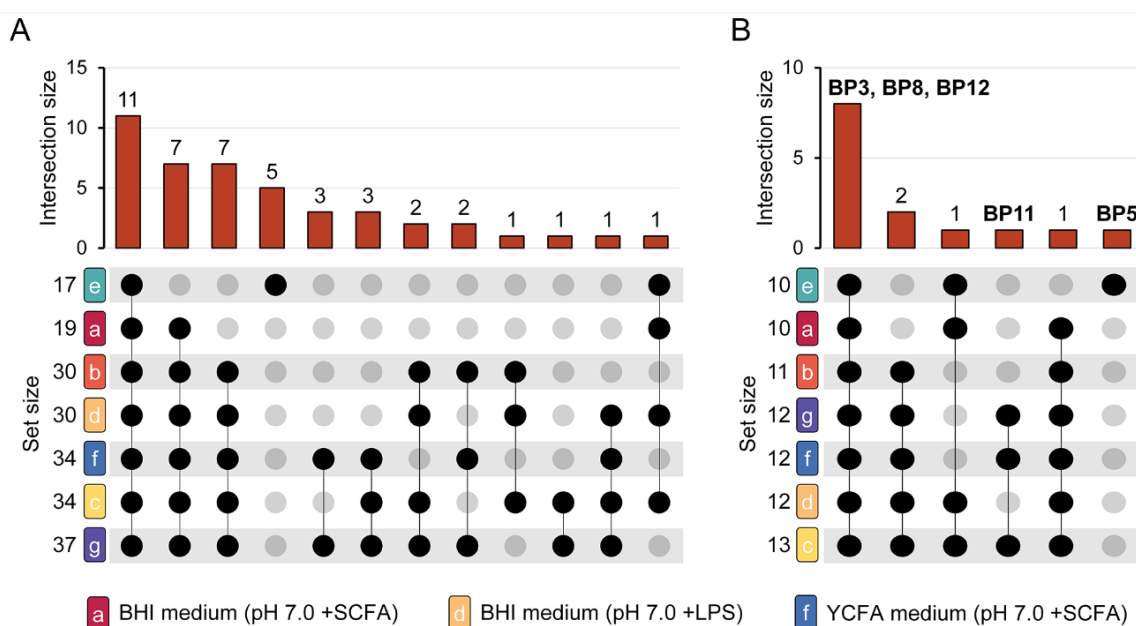 A
B
Intersection size
15
10
5
0
11
7
7
5
3
3
2
2
1
1
1
1
Set size
17 e
19 a
30 b
30 d
34 f
34 c
37 g
Intersection size
10
5
0
BP3, BP8, BP12
2
1
BP11
1
BP5
10 e
10 a
11 b
12 g
12 f
12 d
13 c
a BHI medium (pH 7.0 +SCFA)
d BHI medium (pH 7.0 +LPS)
f YCFA medium (pH 7.0 +SCFA)